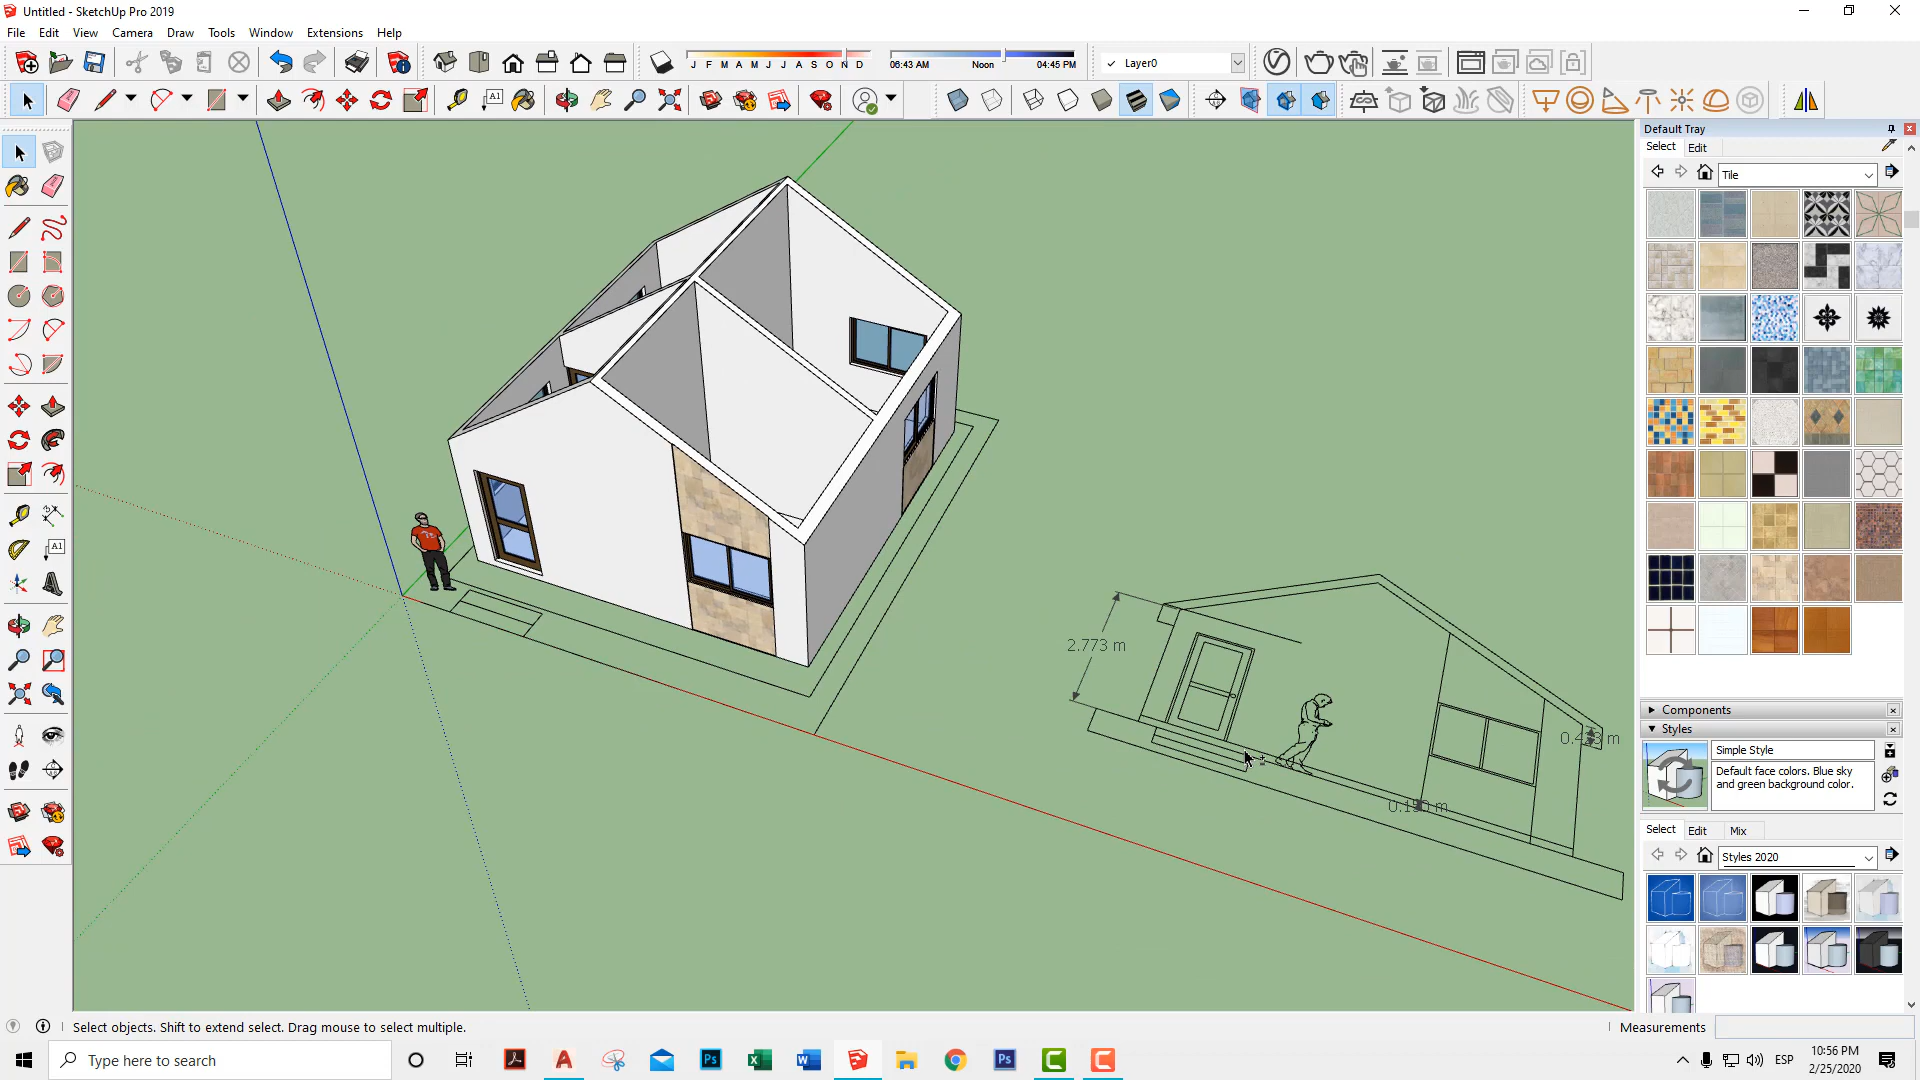 Untitled - SketchUp Pro 2019
File Edit View Camera Draw Tools Window Extensions Help
J F M A M J J A S O N D
06:43 AM Noon 04:45 PM
Layer0
A1
Default Tray
Select Edit
Tile
A1
2.773 m
Components
Styles
Simple Style
Default face colors. Blue sky and green background color.
Select Edit Mix
Styles 2020
Select objects. Shift to extend select. Drag mouse to select multiple.
Measurements
Type here to search
ESP
10:56 PM
2/25/2020